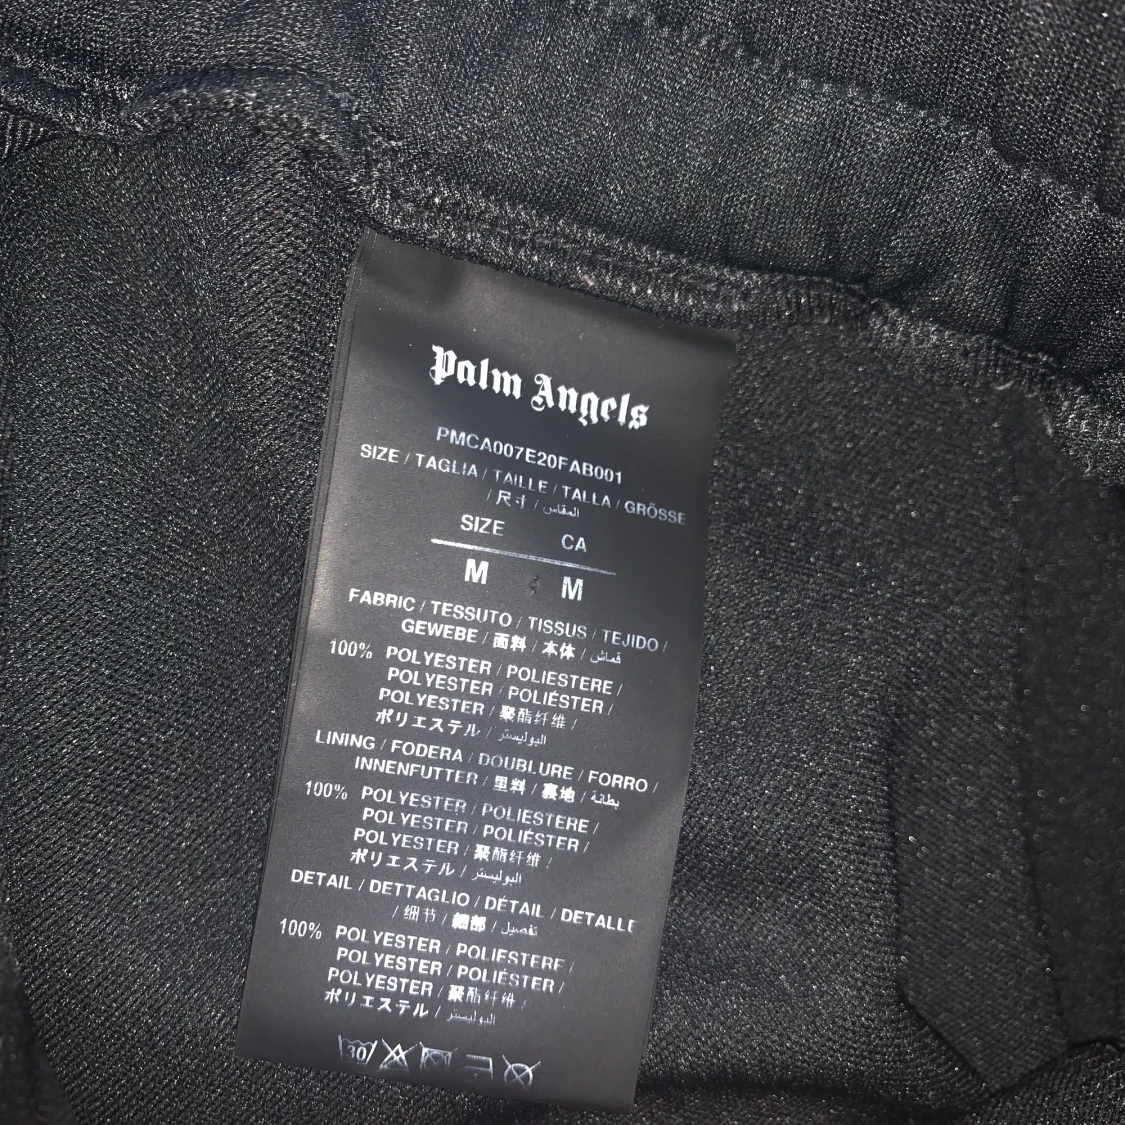 Palm Angels
PMCA007E20FAB001
SIZE / TAGLIA / TAILLE / TALLA / GRÖSSE
/ 尺寸 / المقاس
SIZE CA
M M
FABRIC / TESSUTO / TISSUS / TEJIDO /
GEWEBE / 面料 / 本体 / قماش
100% POLYESTER / POLIESTERE /
POLYESTER / POLIÉSTER /
POLYESTER / 聚酯纤维 /
ポリエステル / البوليستر
LINING / FODERA / DOUBLURE / FORRO /
INNENFUTTER / 里料 / 裏地 / بطانة
100% POLYESTER / POLIESTERE /
POLYESTER / POLIÉSTER /
POLYESTER / 聚酯纤维 /
ポリエステル / البوليستر
DETAIL / DETTAGLIO / DÉTAIL / DETALLE
/ 细节 / 細部 / تفصيل
100% POLYESTER / POLIESTERE /
POLYESTER / POLIÉSTER /
POLYESTER / 聚酯纤维 /
ポリエステル / البوليستر
30